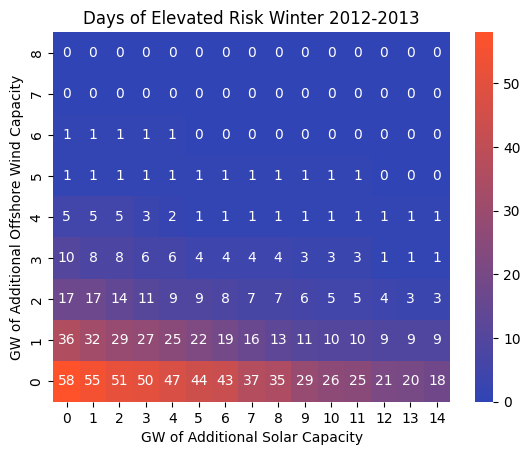 Days of Elevated Risk Winter 2012-2013
GW of Additional Offshore Wind Capacity
8 0 0 0 0 0 0 0 0 0 0 0 0 0 0 0
7 0 0 0 0 0 0 0 0 0 0 0 0 0 0 0
6 1 1 1 1 1 0 0 0 0 0 0 0 0 0 0
5 1 1 1 1 1 1 1 1 1 1 1 1 0 0 0
4 5 5 5 3 2 1 1 1 1 1 1 1 1 1 1
3 10 8 8 6 6 4 4 4 4 3 3 3 1 1 1
2 17 17 14 11 9 9 8 7 7 6 5 5 4 3 3
1 36 32 29 27 25 22 19 16 13 11 10 10 9 9 9
0 58 55 51 50 47 44 43 37 35 29 26 25 21 20 18
0 1 2 3 4 5 6 7 8 9 10 11 12 13 14
GW of Additional Solar Capacity
50
40
30
20
10
0